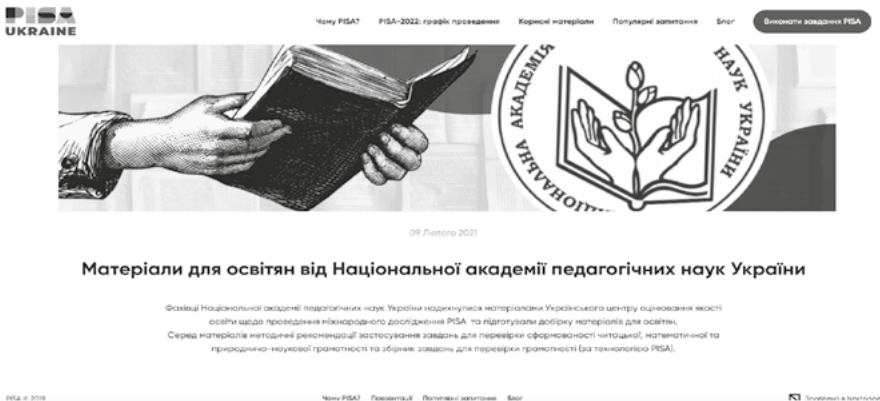 PISA
UKRAINE
Чому PISA? PISA-2022: графік проведення Корисні матеріали Популярні запитання Блог Виконати завдання PISA
НАЦІОНАЛЬНА АКАДЕМІЯ НАУК УКРАЇНИ
09 Лютого 2021
Матеріали для освітян від Національної академії педагогічних наук України
Фахівці Національної академії педагогічних наук України надихнулися матеріалами Українського центру оцінювання якості
освіти щодо проведення міжнародного дослідження PISA та підготували добірку матеріалів для освітян.
Серед матеріалів методичні рекомендації застосування завдань для перевірки сформованості читацької, математичної та
природничо-наукової грамотності та збірник завдань для перевірки грамотності (за технологією PISA).
PISA © 2019 Чому PISA? Презентації Популярні запитання Блог